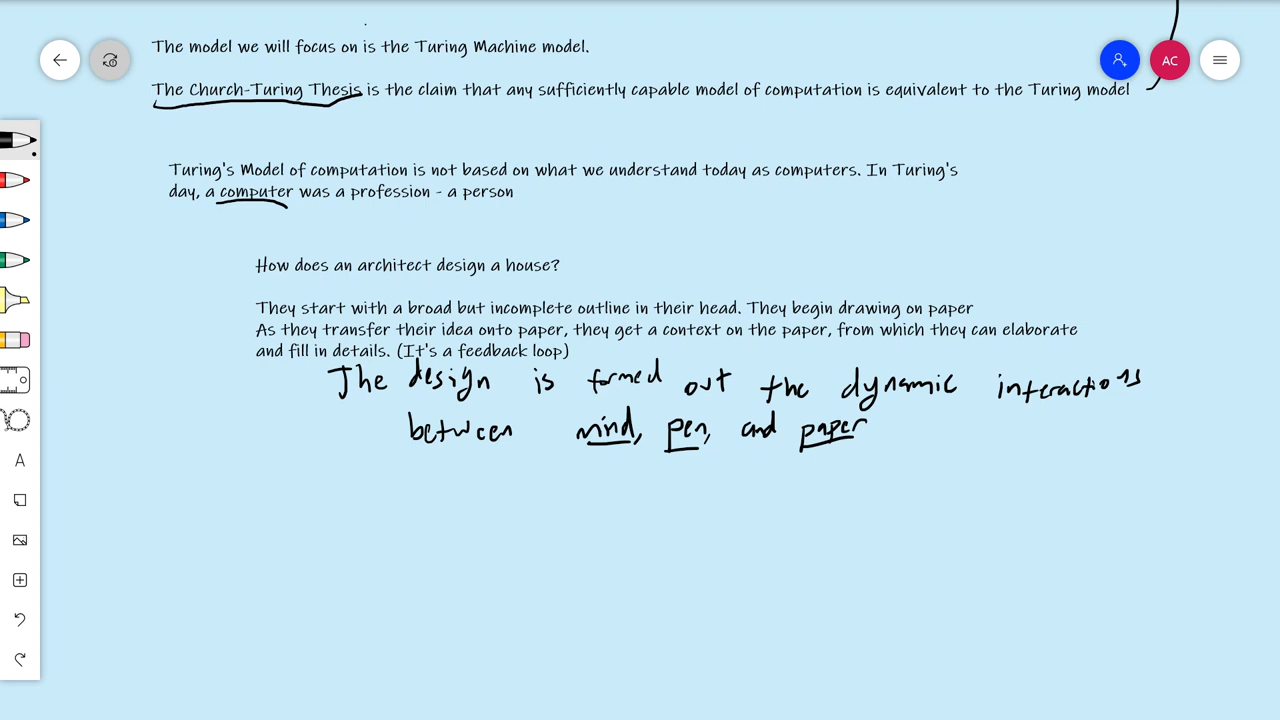 The model we will focus on is the Turing Machine model.
AC
The Church-Turing Thesis is the claim that any sufficiently capable model of computation is equivalent to the Turing model
Turing's Model of computation is not based on what we understand today as computers. In Turing's
day, a computer was a profession - a person
How does an architect design a house?
They start with a broad but incomplete outline in their head. They begin drawing on paper
As they transfer their idea onto paper, they get a context on the paper, from which they can elaborate
and fill in details. (It's a feedback loop)
The design is formed out the dynamic interactions
between mind, pen, and paper
A